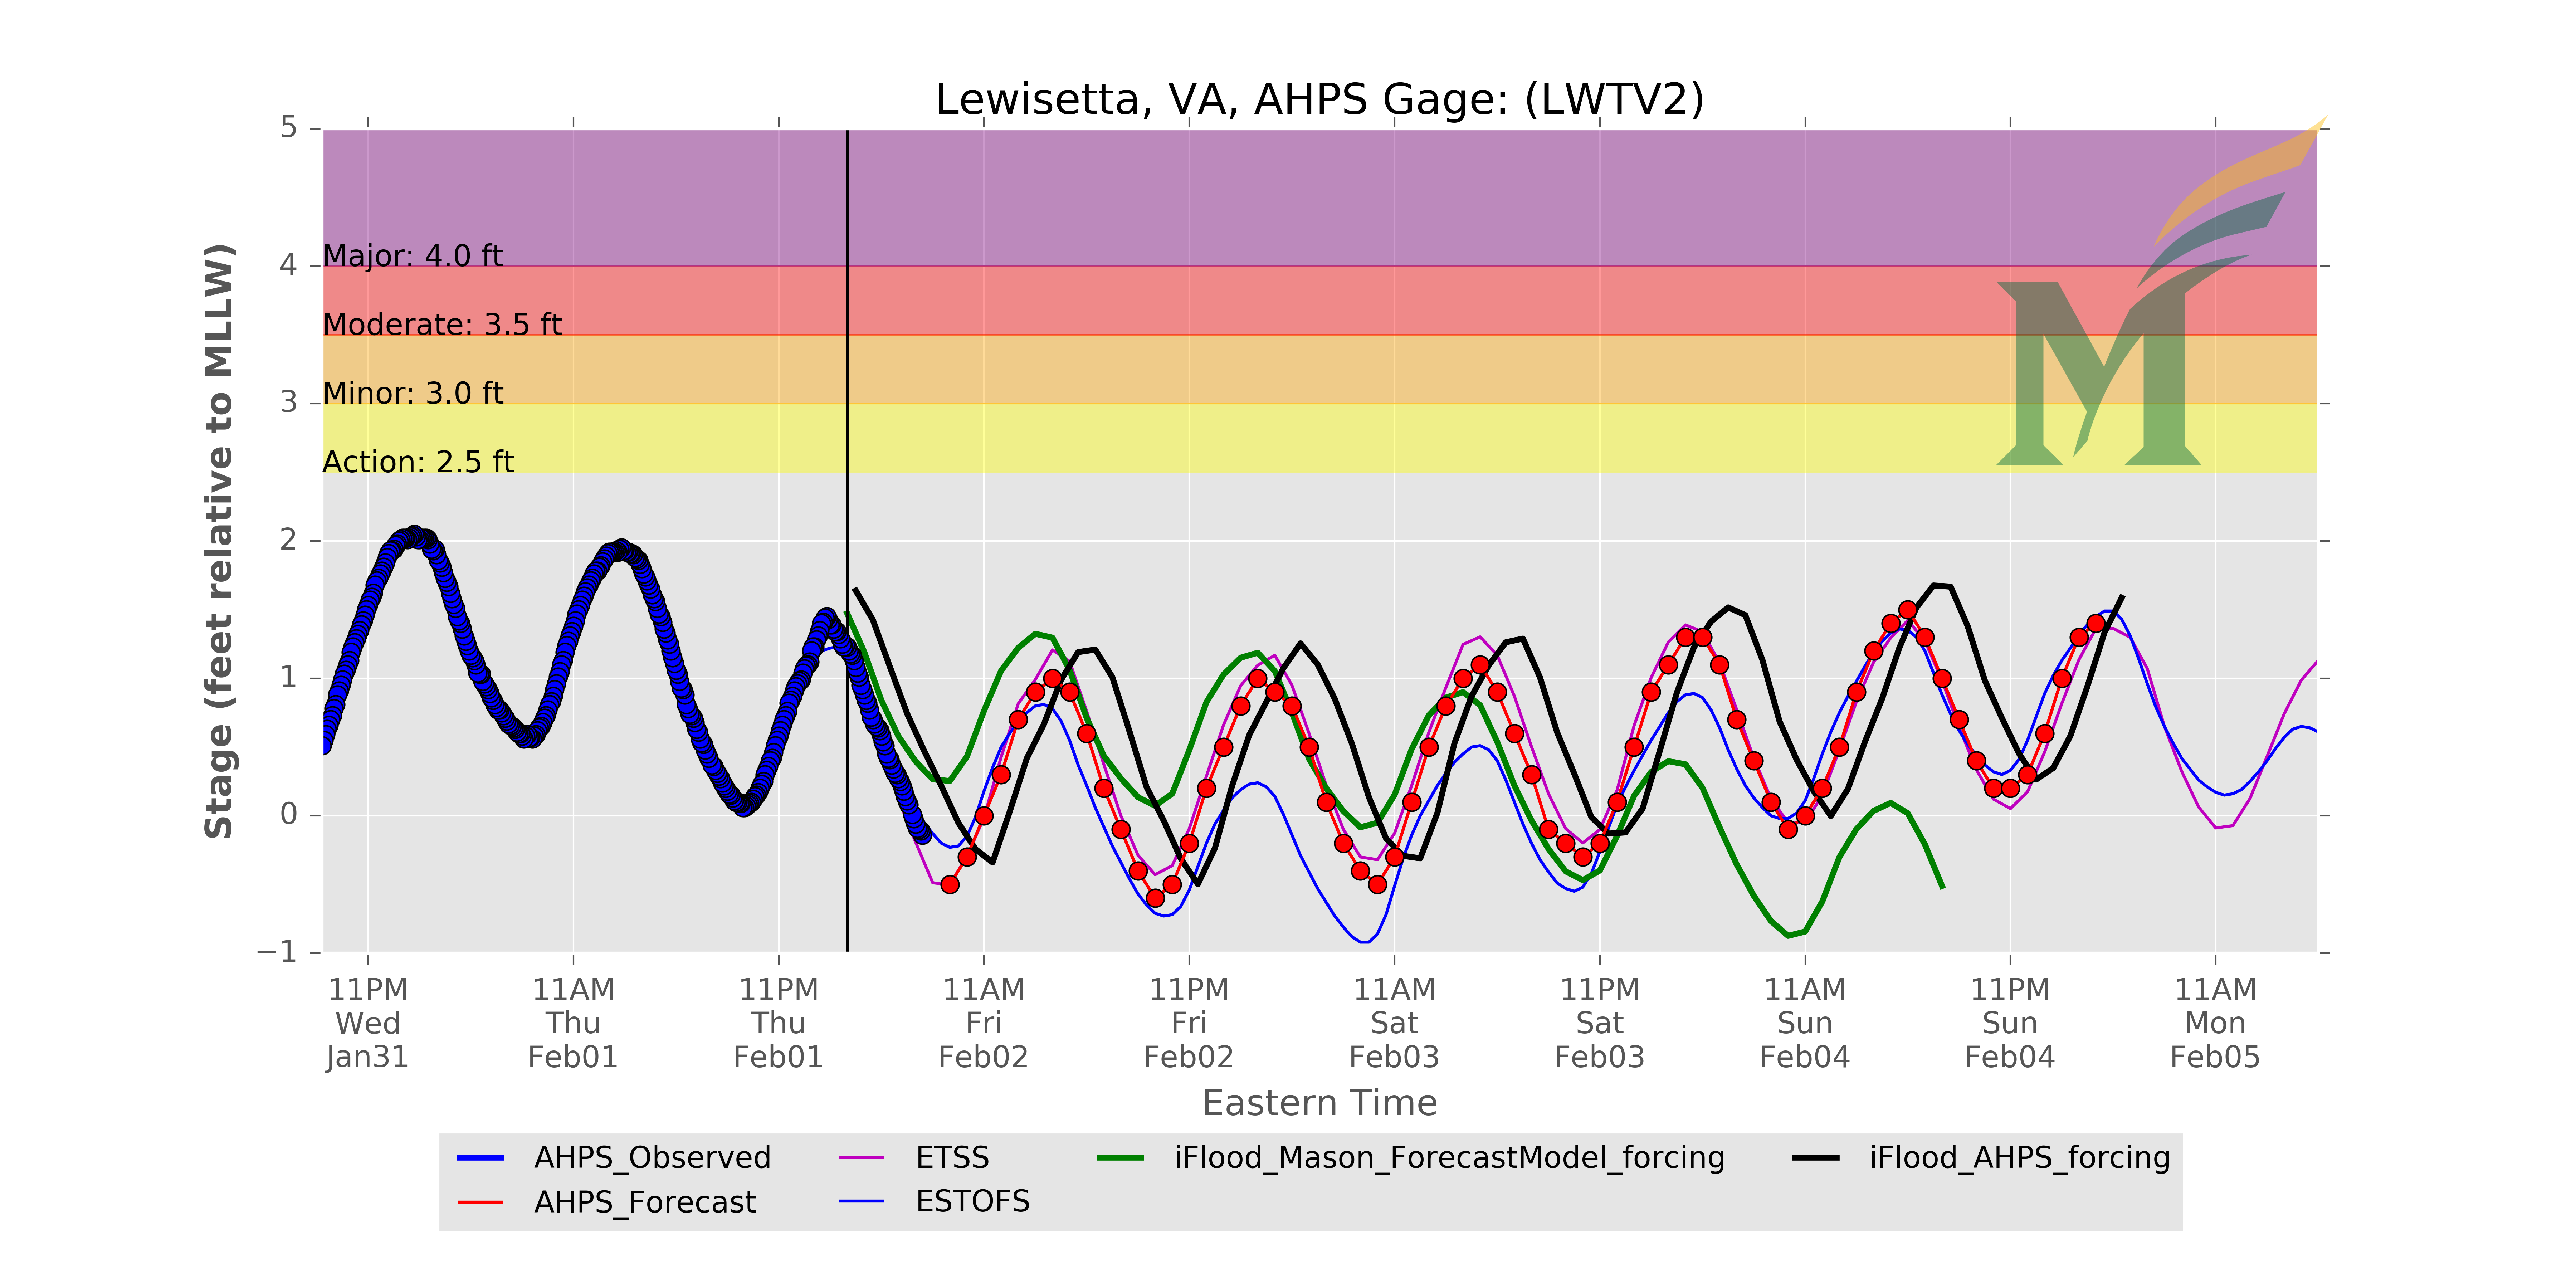 Lewisetta, VA, AHPS Gage: (LWTV2)
Stage (feet relative to MLLW)
5
4
3
2
1
0
−1
Major: 4.0 ft
Moderate: 3.5 ft
Minor: 3.0 ft
Action: 2.5 ft
11PM 11AM 11PM 11AM 11PM 11AM 11PM 11AM 11PM 11AM
Wed Thu Thu Fri Fri Sat Sat Sun Sun Mon
Jan31 Feb01 Feb01 Feb02 Feb02 Feb03 Feb03 Feb04 Feb04 Feb05
Eastern Time
AHPS_Observed ETSS iFlood_Mason_ForecastModel_forcing iFlood_AHPS_forcing
AHPS_Forecast ESTOFS